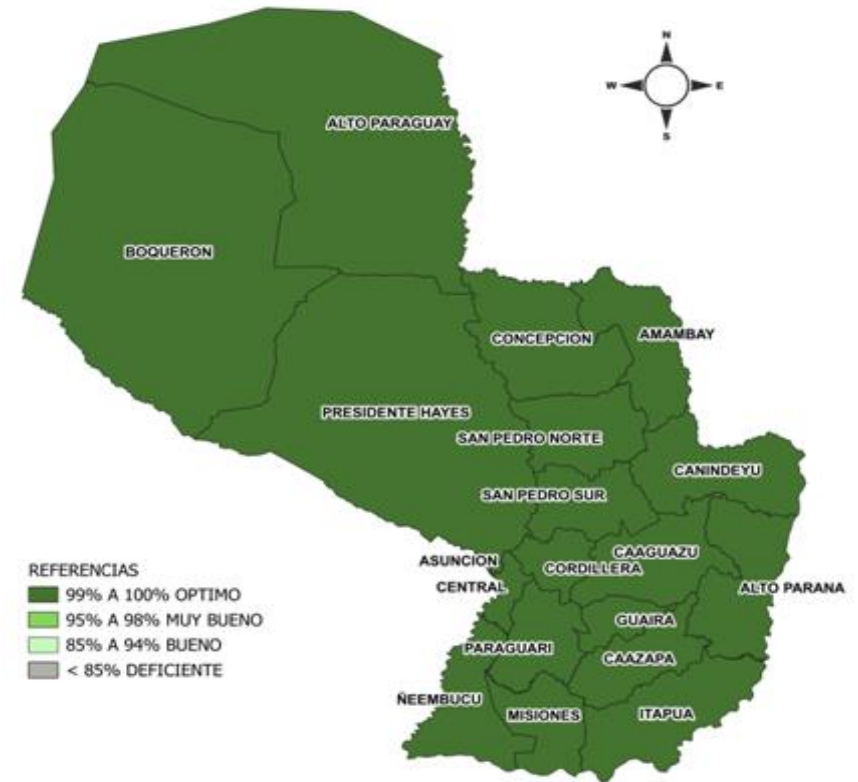 N
W E
S
ALTO PARAGUAY
BOQUERON
CONCEPCION
AMAMBAY
PRESIDENTE HAYES
SAN PEDRO NORTE
CANINDEYU
SAN PEDRO SUR
CAAGUAZU
ASUNCION
CORDILLERA
CENTRAL
ALTO PARANA
GUAIRA
PARAGUARI
CAAZAPA
ÑEEMBUCU
MISIONES
ITAPUA
REFERENCIAS
99% A 100% OPTIMO
95% A 98% MUY BUENO
85% A 94% BUENO
< 85% DEFICIENTE